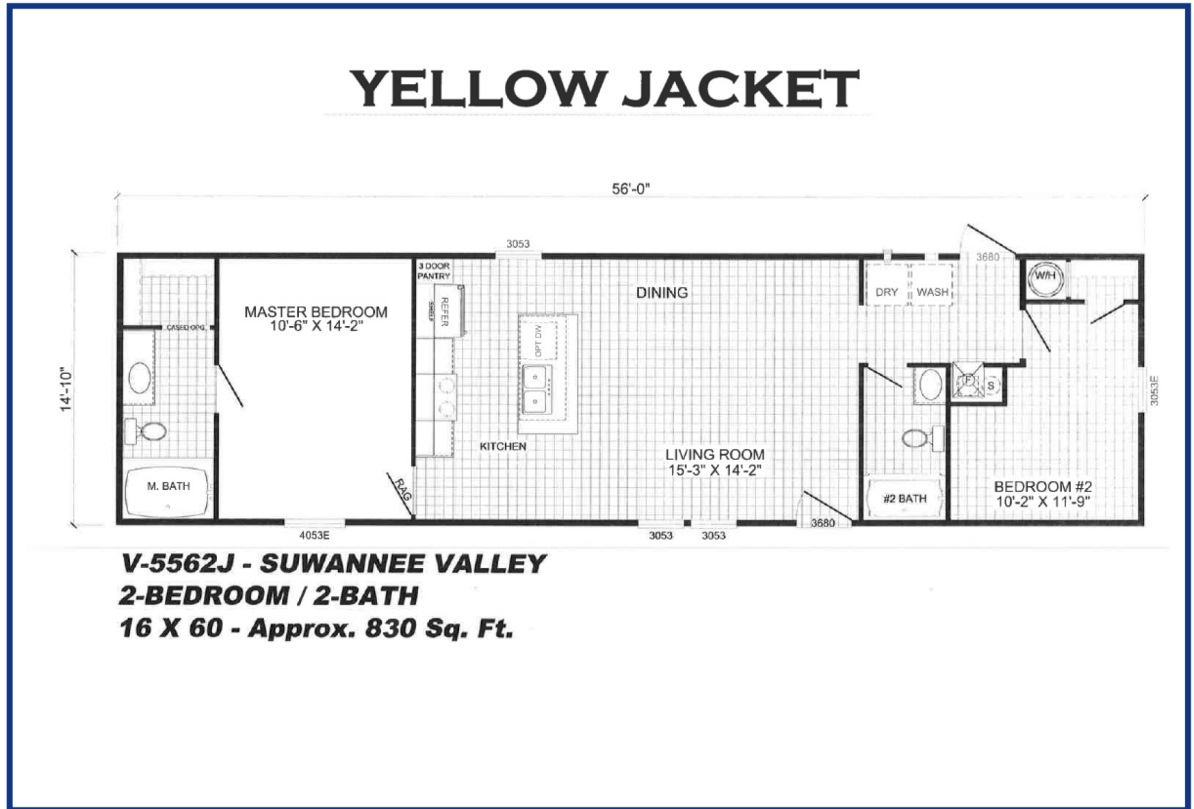 YELLOW JACKET
56'-0"
14'-10"
3053
3680
3 DOOR
PANTRY
REFER
SHELF
DINING
DRY
WASH
W/H
MASTER BEDROOM
10'-6" X 14'-2"
CASED OPG.
OPT DW
F
S
3053E
KITCHEN
LIVING ROOM
15'-3" X 14'-2"
M. BATH
RAG
#2 BATH
BEDROOM #2
10'-2" X 11'-9"
4053E
3053
3053
3680
V-5562J - SUWANNEE VALLEY
2-BEDROOM / 2-BATH
16 X 60 - Approx. 830 Sq. Ft.